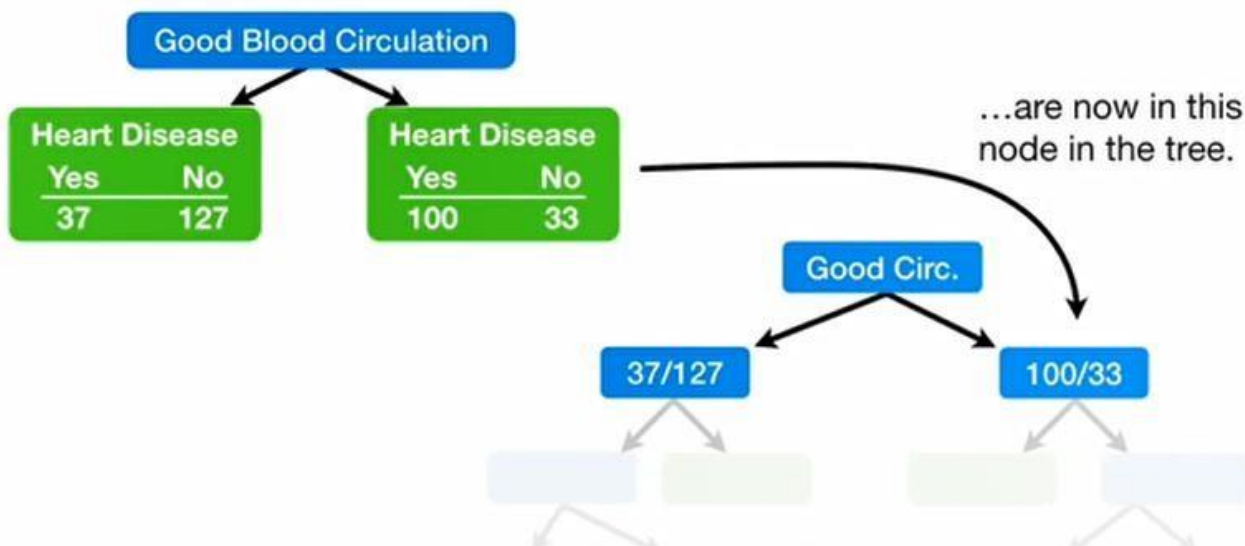 Good Blood Circulation
Heart Disease
Yes No
37 127
Heart Disease
Yes No
100 33
...are now in this
node in the tree.
Good Circ.
37/127
100/33